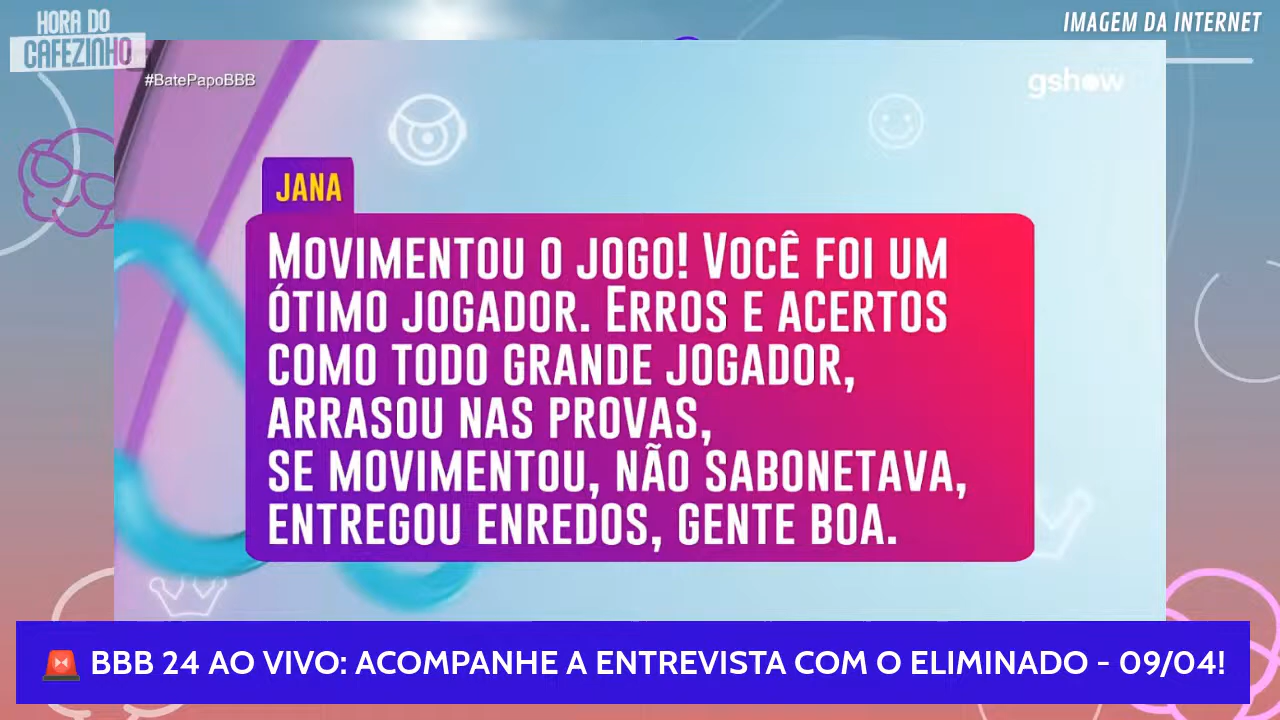 HORA DO
CAFEZINHO
IMAGEM DA INTERNET
#BatePapoBBB
gshow
JANA
MOVIMENTOU O JOGO! VOCÊ FOI UM
ÓTIMO JOGADOR. ERROS E ACERTOS
COMO TODO GRANDE JOGADOR,
ARRASOU NAS PROVAS,
SE MOVIMENTOU, NÃO SABONETAVA,
ENTREGOU ENREDOS, GENTE BOA.
🚨 BBB 24 AO VIVO: ACOMPANHE A ENTREVISTA COM O ELIMINADO - 09/04!